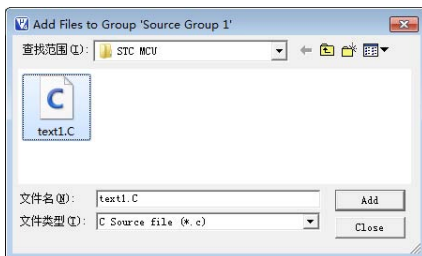 Add Files to Group 'Source Group 1'
查找范围(I): STC MCU
C
text1.C
文件名(N): text1.C Add
文件类型(T): C Source file (*.c) Close